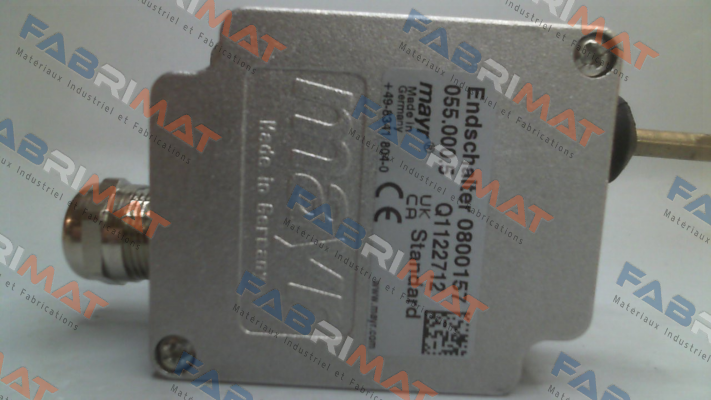 Endschalter 0800157
055.000.5 Q1122712
mayr®
UK
CA
Standard
Made in
Germany
+49-8341 804-0
CE
www.mayr.com
mayr
Made in Germany
FABRIMAT
Matériaux Industriel et Fabrications